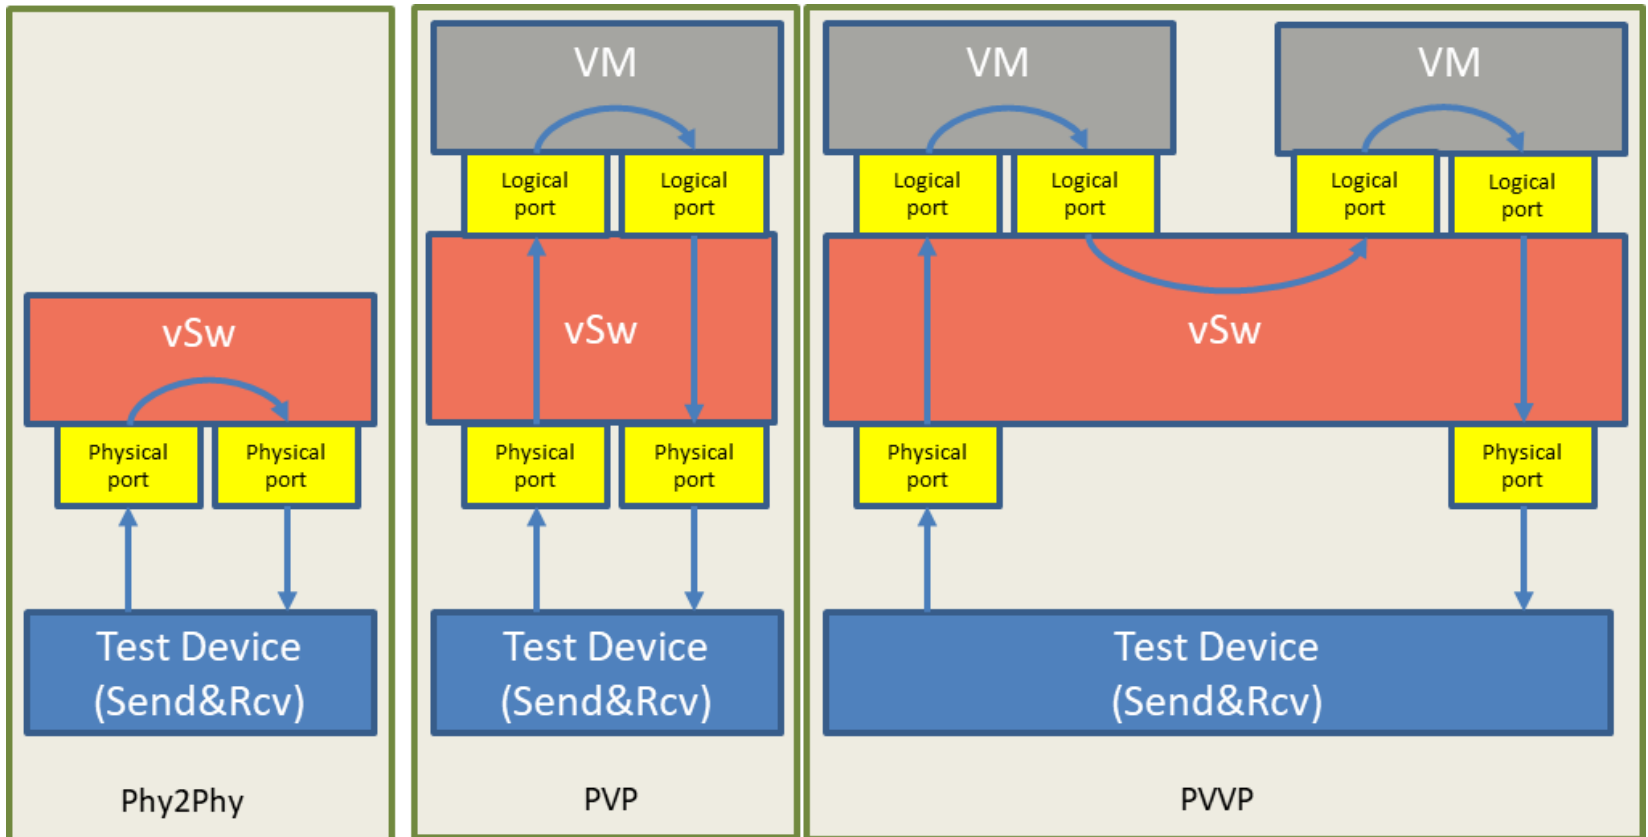 vSw
Physical
port
Physical
port
Test Device
(Send&Rcv)
Phy2Phy
VM
Logical
port
Logical
port
vSw
Physical
port
Physical
port
Test Device
(Send&Rcv)
PVP
VM
VM
Logical
port
Logical
port
Logical
port
Logical
port
vSw
Physical
port
Physical
port
Test Device
(Send&Rcv)
PVVP